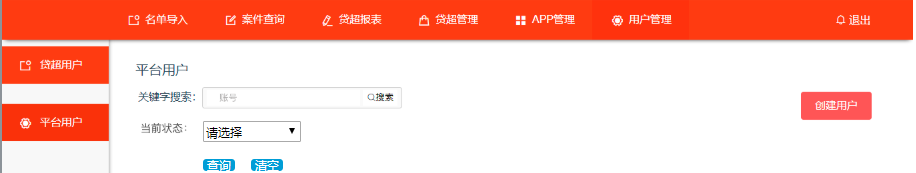 名单导入 案件查询 贷超报表 贷超管理 APP管理 用户管理 退出
贷超用户
平台用户
平台用户
关键字搜索: 账号 搜索
创建用户
当前状态: 请选择
查询 清空